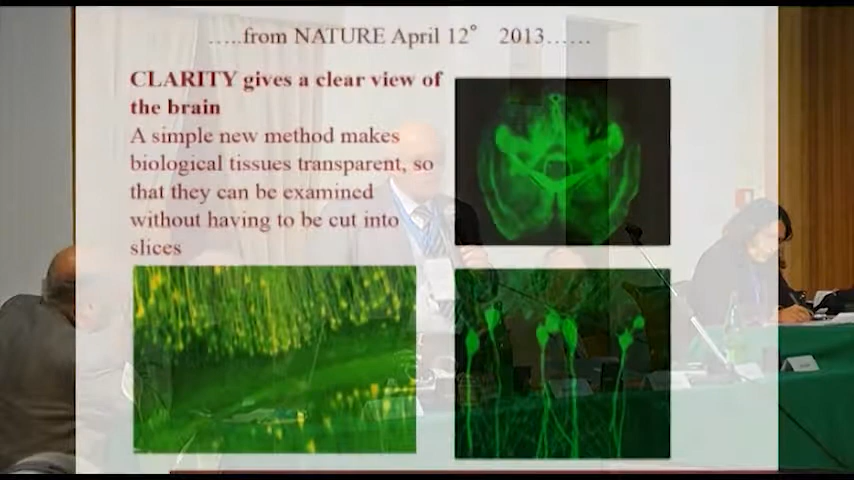 .....from NATURE April 12° 2013......
CLARITY gives a clear view of
the brain
A simple new method makes
biological tissues transparent, so
that they can be examined
without having to be cut into
slices